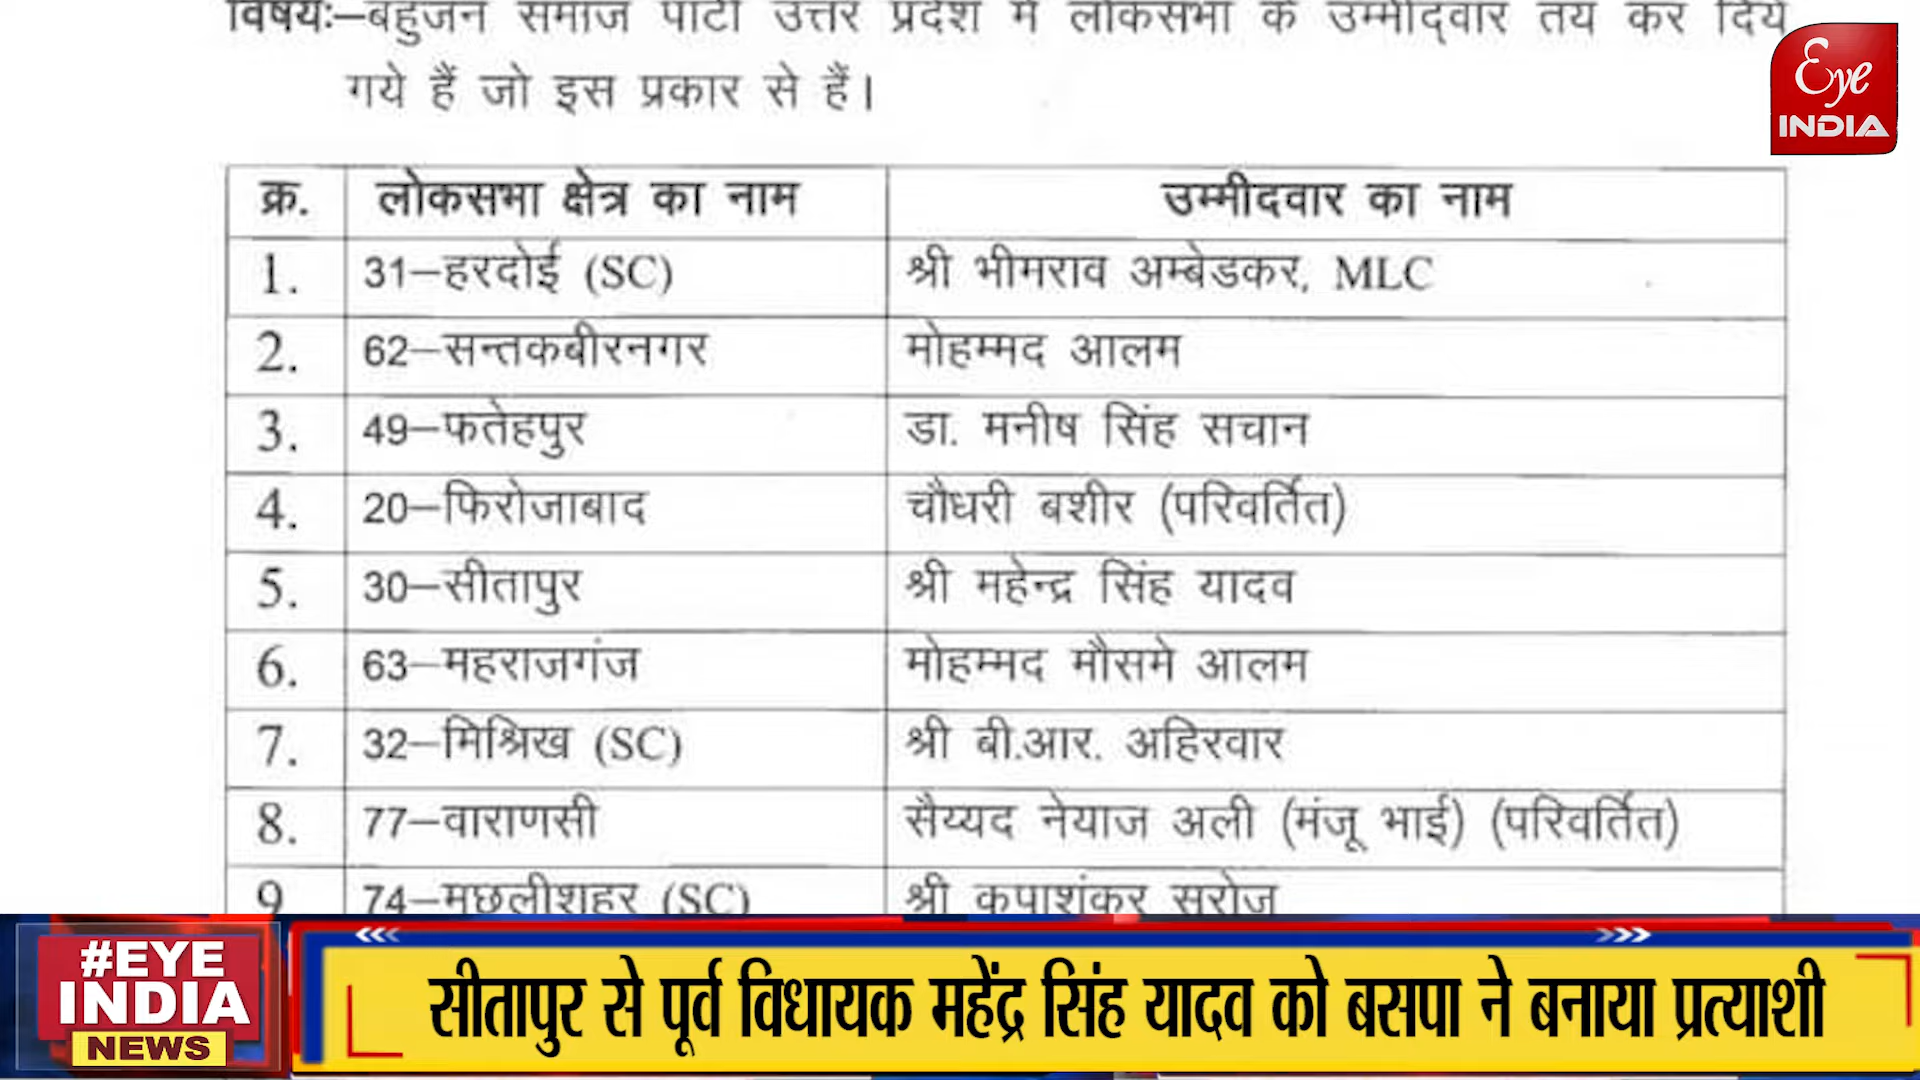 विषयः–बहुजन समाज पार्टी उत्तर प्रदेश में लोकसभा के उम्मीद्वार तय कर दिये
गये हैं जो इस प्रकार से हैं।
Eye
INDIA
क्र. लोकसभा क्षेत्र का नाम उम्मीदवार का नाम
1. 31–हरदोई (SC) श्री भीमराव अम्बेडकर, MLC
2. 62–सन्तकबीरनगर मोहम्मद आलम
3. 49–फतेहपुर डा. मनीष सिंह सचान
4. 20–फिरोजाबाद चौधरी बशीर (परिवर्तित)
5. 30–सीतापुर श्री महेन्द्र सिंह यादव
6. 63–महराजगंज मोहम्मद मौसमे आलम
7. 32–मिश्रिख (SC) श्री बी.आर. अहिरवार
8. 77–वाराणसी सैय्यद नेयाज अली (मंजू भाई) (परिवर्तित)
9 74–मछलीशहर (SC) श्री कृपाशंकर सरोज
#EYE
INDIA
NEWS
सीतापुर से पूर्व विधायक महेंद्र सिंह यादव को बसपा ने बनाया प्रत्याशी